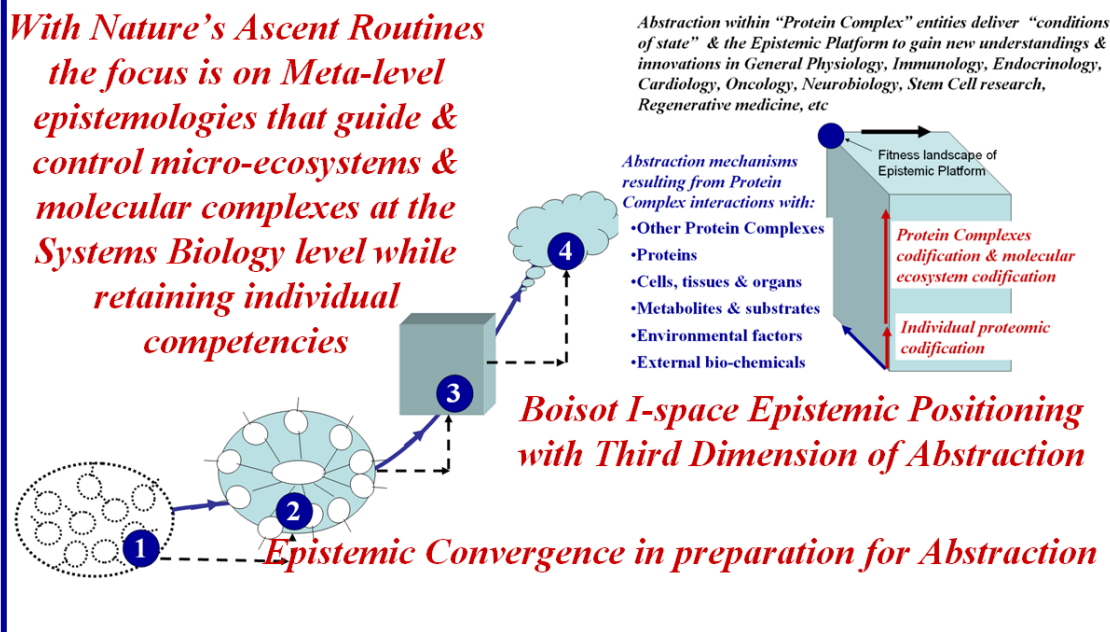 With Nature’s Ascent Routines
the focus is on Meta-level
epistemologies that guide &
control micro-ecosystems &
molecular complexes at the
Systems Biology level while
retaining individual
competencies
Abstraction within “Protein Complex” entities deliver “conditions
of state” & the Epistemic Platform to gain new understandings &
innovations in General Physiology, Immunology, Endocrinology,
Cardiology, Oncology, Neurobiology, Stem Cell research,
Regenerative medicine, etc
Fitness landscape of
Epistemic Platform
Abstraction mechanisms
resulting from Protein
Complex interactions with:
•Other Protein Complexes
•Proteins
•Cells, tissues & organs
•Metabolites & substrates
•Environmental factors
•External bio-chemicals
Protein Complexes
codification & molecular
ecosystem codification
Individual proteomic
codification
4
3
Boisot I-space Epistemic Positioning
with Third Dimension of Abstraction
2
1
Epistemic Convergence in preparation for Abstraction